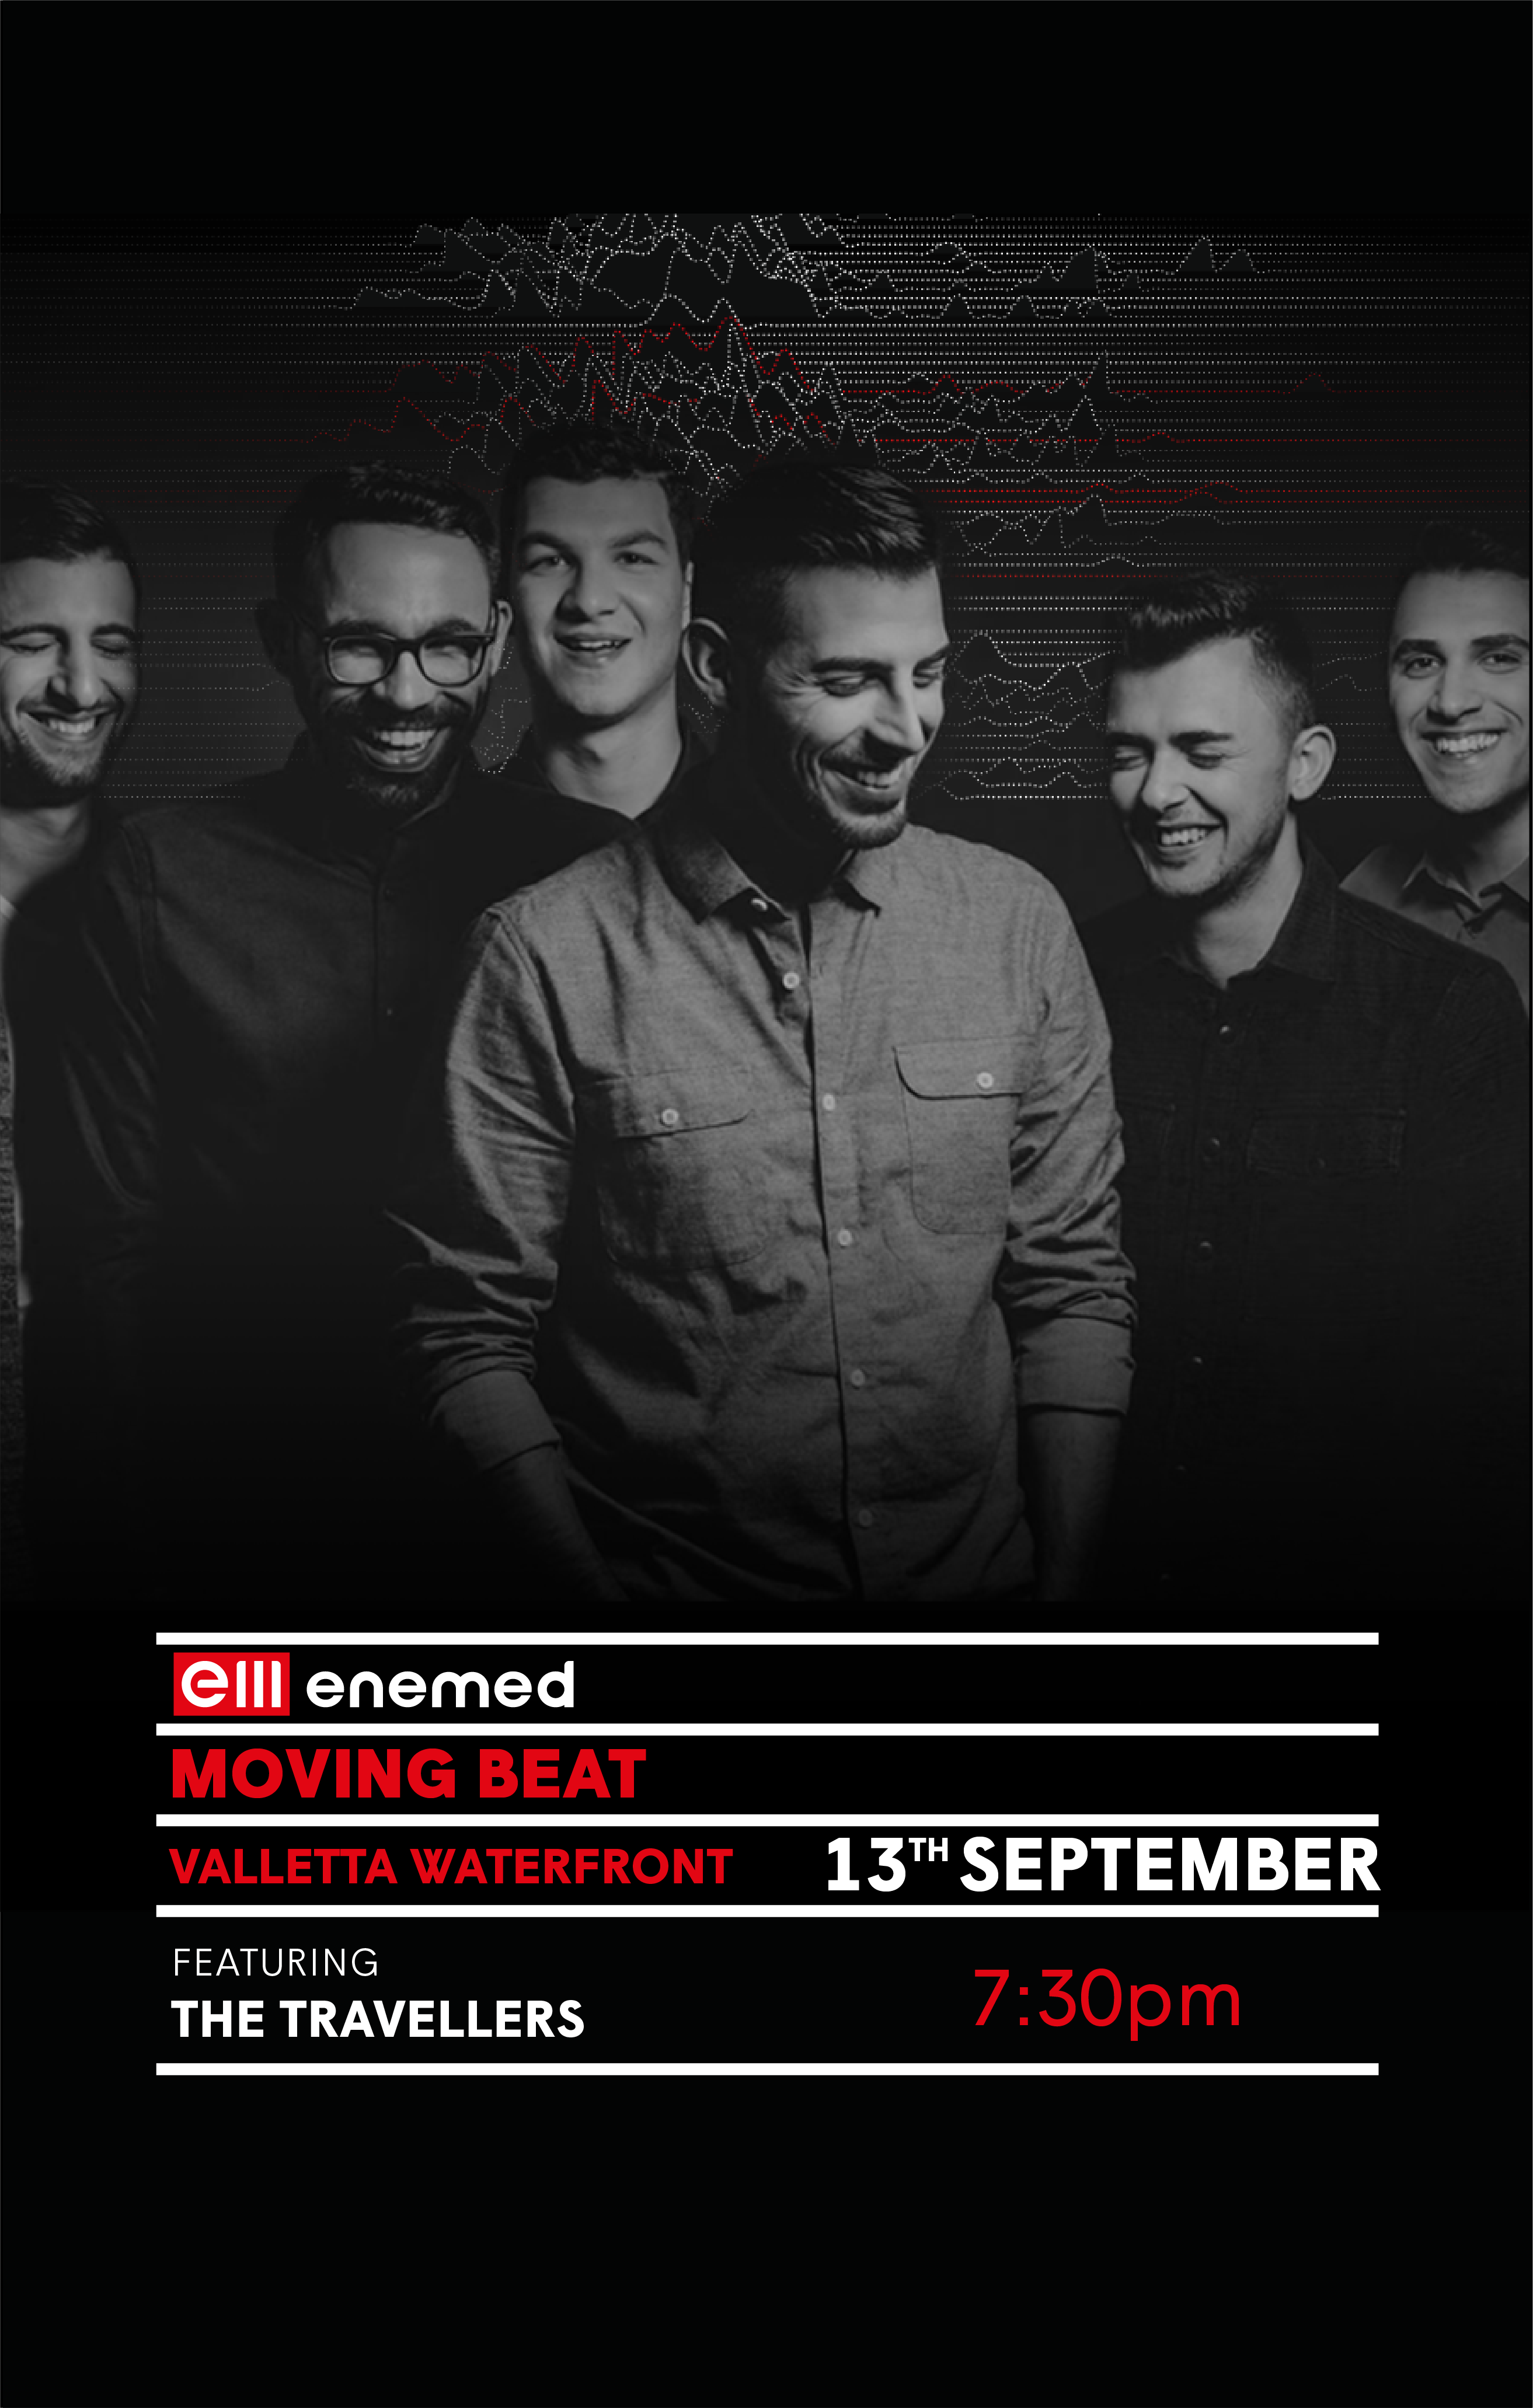 enemed
MOVING BEAT
VALLETTA WATERFRONT
13TH SEPTEMBER
FEATURING
THE TRAVELLERS
7:30pm